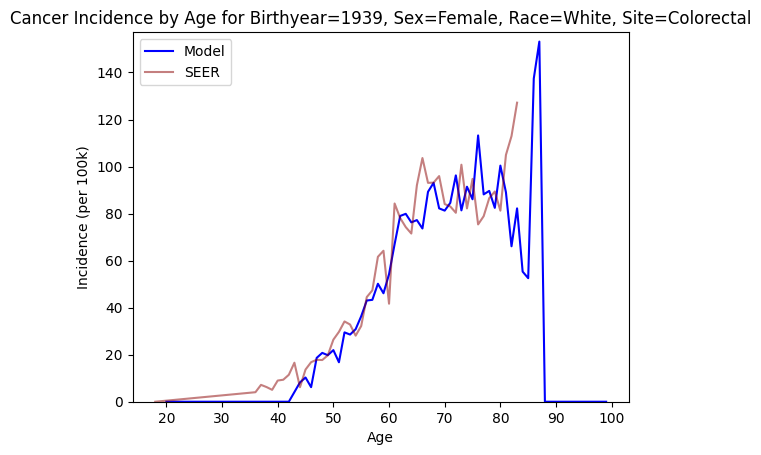 Cancer Incidence by Age for Birthyear=1939, Sex=Female, Race=White, Site=Colorectal
Model
SEER
Incidence (per 100k)
140
120
100
80
60
40
20
0
20 30 40 50 60 70 80 90 100
Age